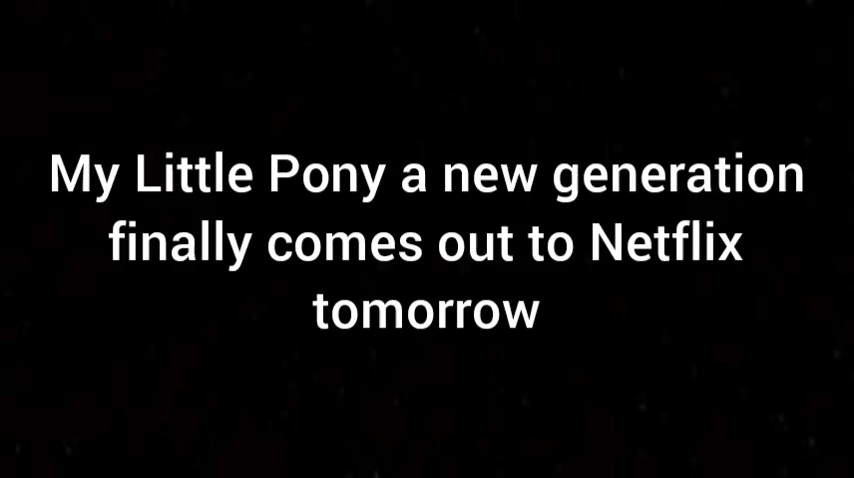 My Little Pony a new generation
finally comes out to Netflix
tomorrow